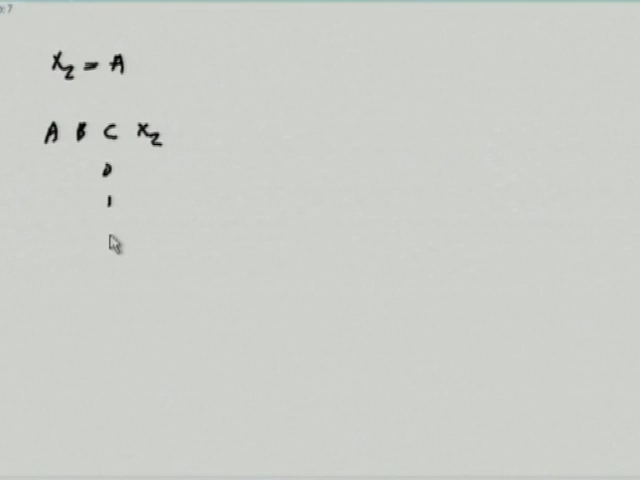 X₂ = A
A B C X₂
0
1